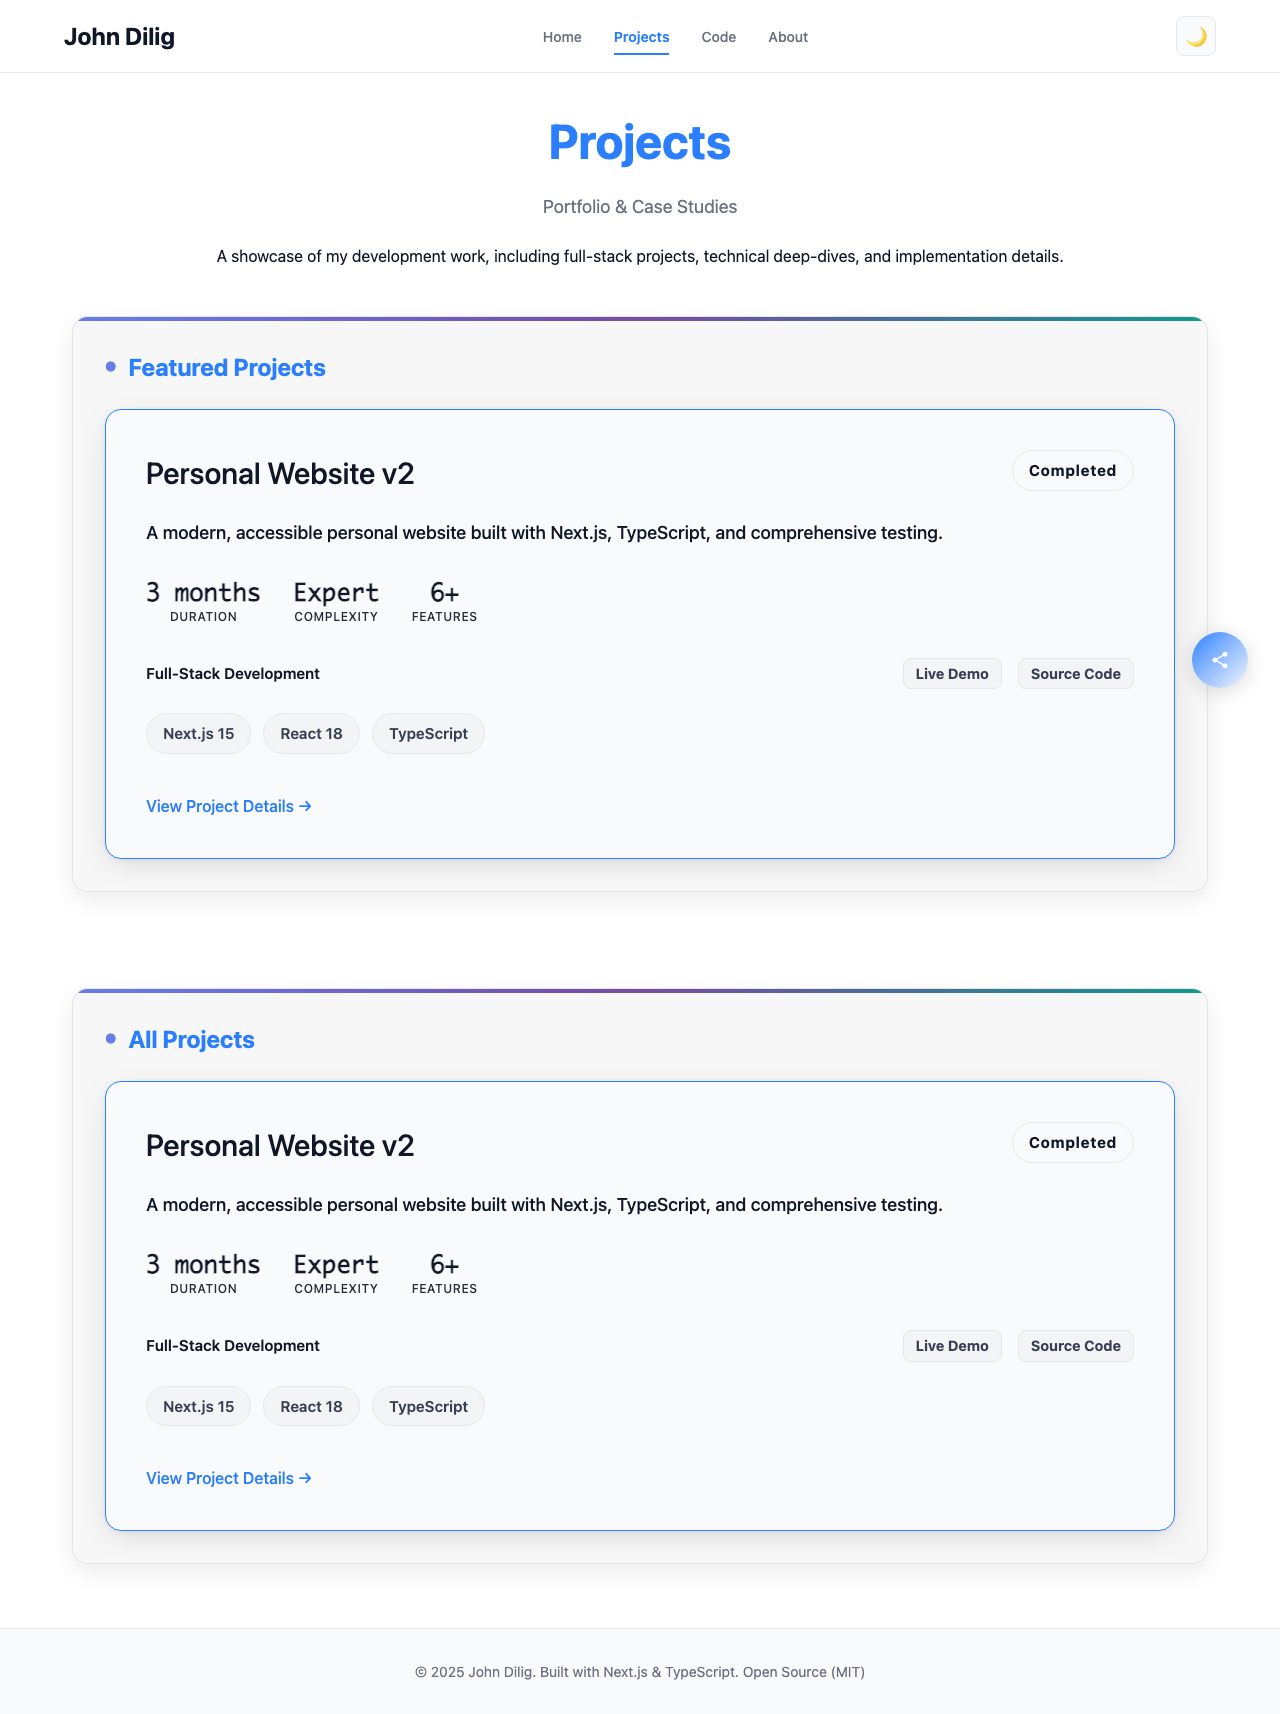 John Dilig
Home Projects Code About
Projects
Portfolio & Case Studies
A showcase of my development work, including full-stack projects, technical deep-dives, and implementation details.
Featured Projects
Personal Website v2
Completed
A modern, accessible personal website built with Next.js, TypeScript, and comprehensive testing.
3 months Expert 6+
DURATION COMPLEXITY FEATURES
Full-Stack Development
Live Demo Source Code
Next.js 15 React 18 TypeScript
View Project Details →
All Projects
Personal Website v2
Completed
A modern, accessible personal website built with Next.js, TypeScript, and comprehensive testing.
3 months Expert 6+
DURATION COMPLEXITY FEATURES
Full-Stack Development
Live Demo Source Code
Next.js 15 React 18 TypeScript
View Project Details →
© 2025 John Dilig. Built with Next.js & TypeScript. Open Source (MIT)